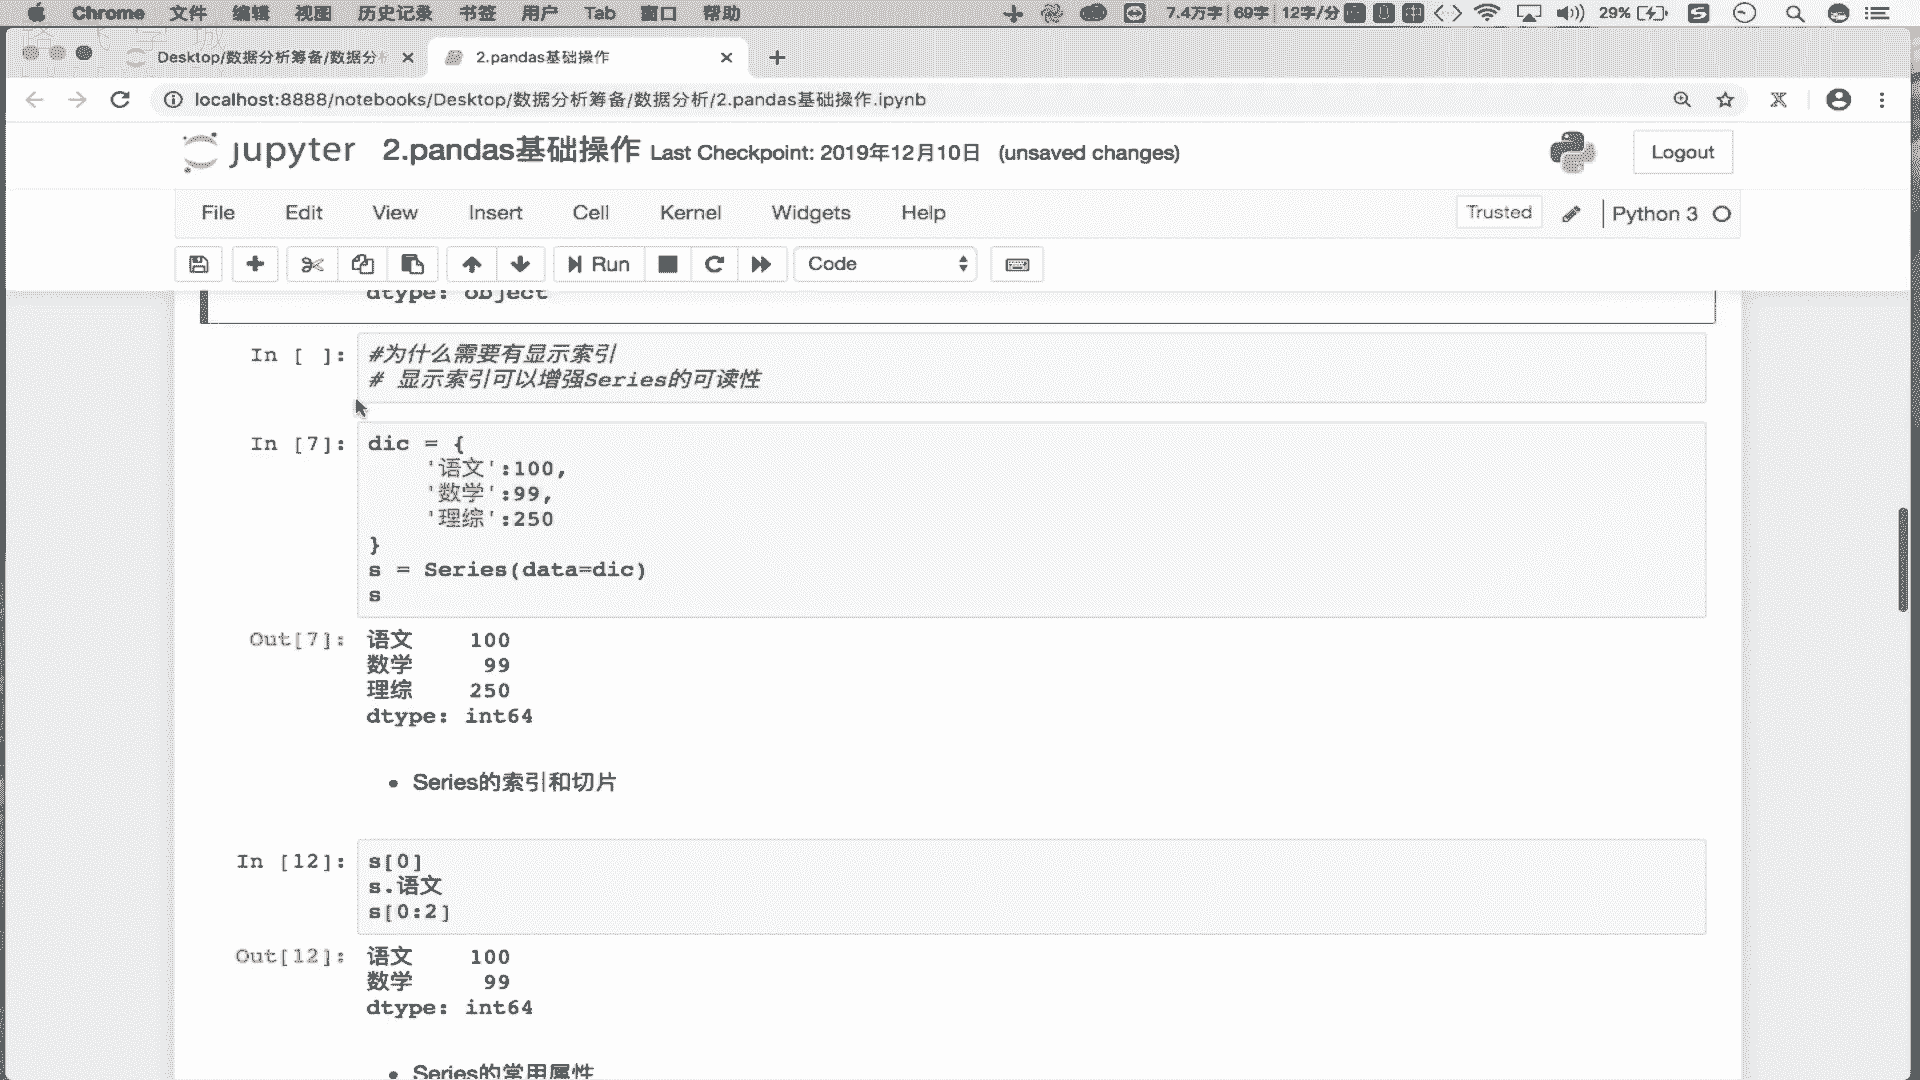 Chrome 文件 编辑 视图 历史记录 书签 用户 Tab 窗口 帮助 7.4万字 69字 12字/分 29%
Desktop/数据分析筹备/数据分析 2.pandas基础操作
localhost:8888/notebooks/Desktop/数据分析筹备/数据分析/2.pandas基础操作.ipynb
jupyter 2.pandas基础操作 Last Checkpoint: 2019年12月10日 (unsaved changes) Logout
File Edit View Insert Cell Kernel Widgets Help Trusted Python 3
Run Code
dtype: object
In [ ]: #为什么需要有显示索引
# 显示索引可以增强Series的可读性
In [7]: dic = {
'语文':100,
'数学':99,
'理综':250
}
s = Series(data=dic)
s
Out[7]: 语文 100
数学 99
理综 250
dtype: int64
• Series的索引和切片
In [12]: s[0]
s.语文
s[0:2]
Out[12]: 语文 100
数学 99
dtype: int64
• Series的常用属性